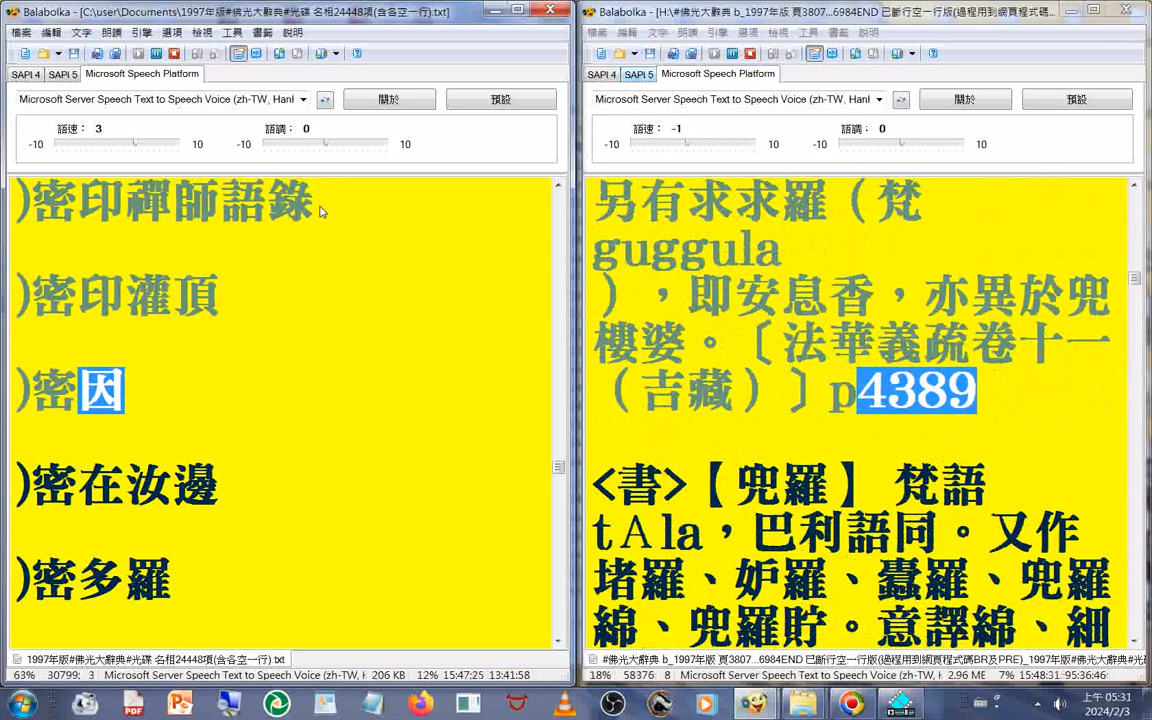 Balabolka - [C:\user\Documents\1997年版#佛光大辭典#光碟 名相24448項(含各空一行).txt]
檔案 編輯 文字 朗讀 引擎 選項 檢視 工具 書籤 說明
SAPI 4 SAPI 5 Microsoft Speech Platform
Microsoft Server Speech Text to Speech Voice (zh-TW, Hanl
關於
預設
語速： 3
語調： 0
-10 10 -10 10
)密印禪師語錄
)密印灌頂
)密因
)密在汝邊
)密多羅
1997年版#佛光大辭典#光碟 名相24448項(含各空一行).txt
63% 30799: 3 Microsoft Server Speech Text to Speech Voice (zh-TW, H 206 KB 12% 15:47:25 13:41:58
Balabolka - [H:\#佛光大辭典 b_1997年版 頁3807...6984END 已斷行空一行版(過程用到網頁程式碼...
檔案 編輯 文字 朗讀 引擎 選項 檢視 工具 書籤 說明
SAPI 4 SAPI 5 Microsoft Speech Platform
Microsoft Server Speech Text to Speech Voice (zh-TW, Hanl
關於
預設
語速： -1
語調： 0
-10 10 -10 10
另有求求羅（梵
guggula
），即安息香，亦異於兜
樓婆。〔法華義疏卷十一
（吉藏）〕p4389
<書>【兜羅】 梵語
tＡla，巴利語同。又作
堵羅、妒羅、蠹羅、兜羅
綿、兜羅貯。意譯綿、細
#佛光大辭典 b_1997年版 頁3807...6984END 已斷行空一行版(過程用到網頁程式碼BR及PRE)_1997年版#光
18% 58376: 8 Microsoft Server Speech Text to Speech Voice (zh-TW, H 2.96 ME 7% 15:48:31 95:36:46:
上午 05:31
2024/2/3